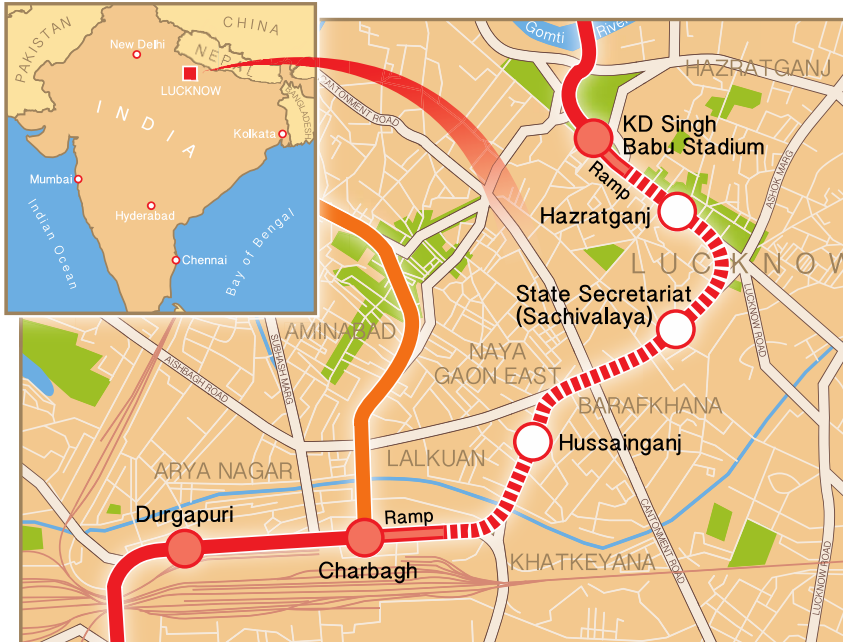 PAKISTAN
CHINA
NEPAL
New Delhi
LUCKNOW
BANGLADESH
INDIA
Kolkata
Mumbai
Hyderabad
Chennai
Indian Ocean
Bay of Bengal
Gomti River
HAZRATGANJ
CANTONMENT ROAD
KD Singh
Babu Stadium
Ramp
ASHOK MARG
Hazratganj
LUCKNOW
State Secretariat
(Sachivalaya)
LUCKNOW ROAD
AMINABAD
SUBHASH MARG
AISHBAGH ROAD
NAYA
GAON EAST
BARAFKHANA
Hussainganj
ARYA NAGAR
LALKUAN
Durgapuri
Ramp
Charbagh
KHATKEYANA
CANTONMENT ROAD
LUCKNOW ROAD